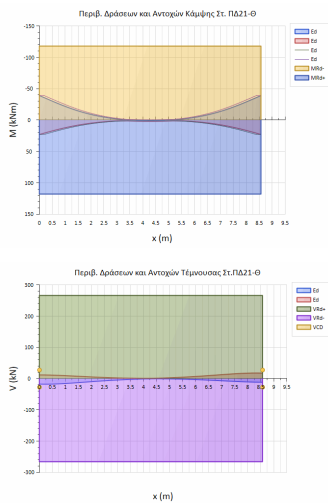 Περιβ. Δράσεων και Αντοχών Κάμψης Στ. ΠΔ21-Θ
-150
-100
-50
0
50
100
150
M (kNm)
0 0.5 1 1.5 2 2.5 3 3.5 4 4.5 5 5.5 6 6.5 7 7.5 8 8.5 9 9.5
x (m)
Ed
Ed
Ed
Ed
MRd-
MRd+
Περιβ. Δράσεων και Αντοχών Τέμνουσας Στ.ΠΔ21-Θ
300
200
100
0
-100
-200
-300
V (kN)
0 0.5 1 1.5 2 2.5 3 3.5 4 4.5 5 5.5 6 6.5 7 7.5 8 8.5 9 9.5
x (m)
Ed
Ed
VRd+
VRd-
VCD